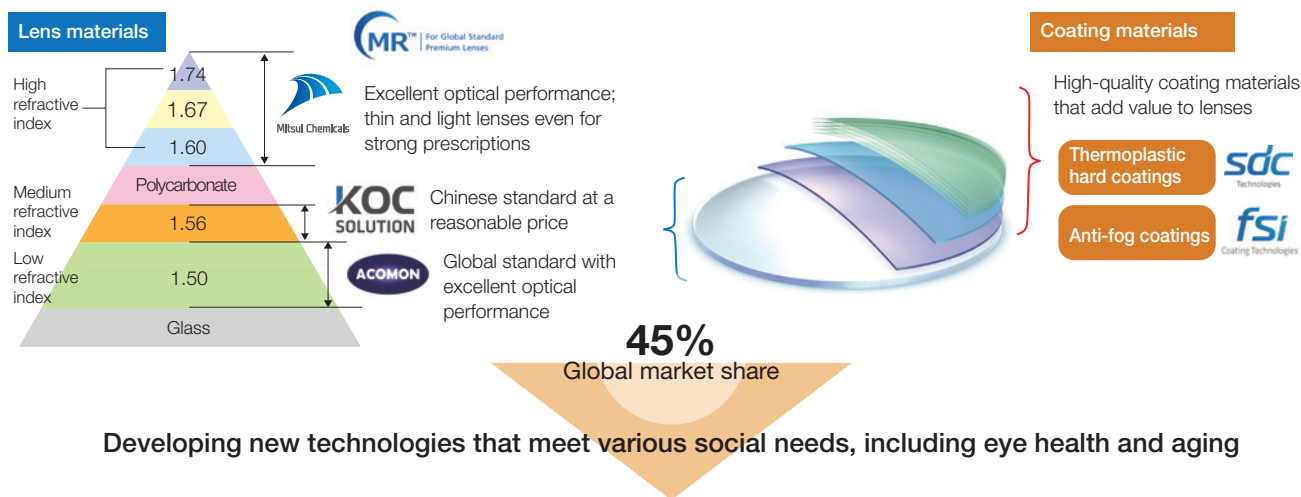 Lens materials
MR™ For Global Standard
Premium Lenses
Coating materials
High
refractive
index
1.74
1.67
1.60
Mitsui Chemicals
Excellent optical performance;
thin and light lenses even for
strong prescriptions
High-quality coating materials
that add value to lenses
Thermoplastic
hard coatings
sdc
Technologies
Anti-fog coatings
fsi
Coating Technologies
Polycarbonate
Medium
refractive
index
1.56
KOC
SOLUTION
Chinese standard at a
reasonable price
Low
refractive
index
1.50
ACOMON
Global standard with
excellent optical
performance
Glass
45%
Global market share
Developing new technologies that meet various social needs, including eye health and aging